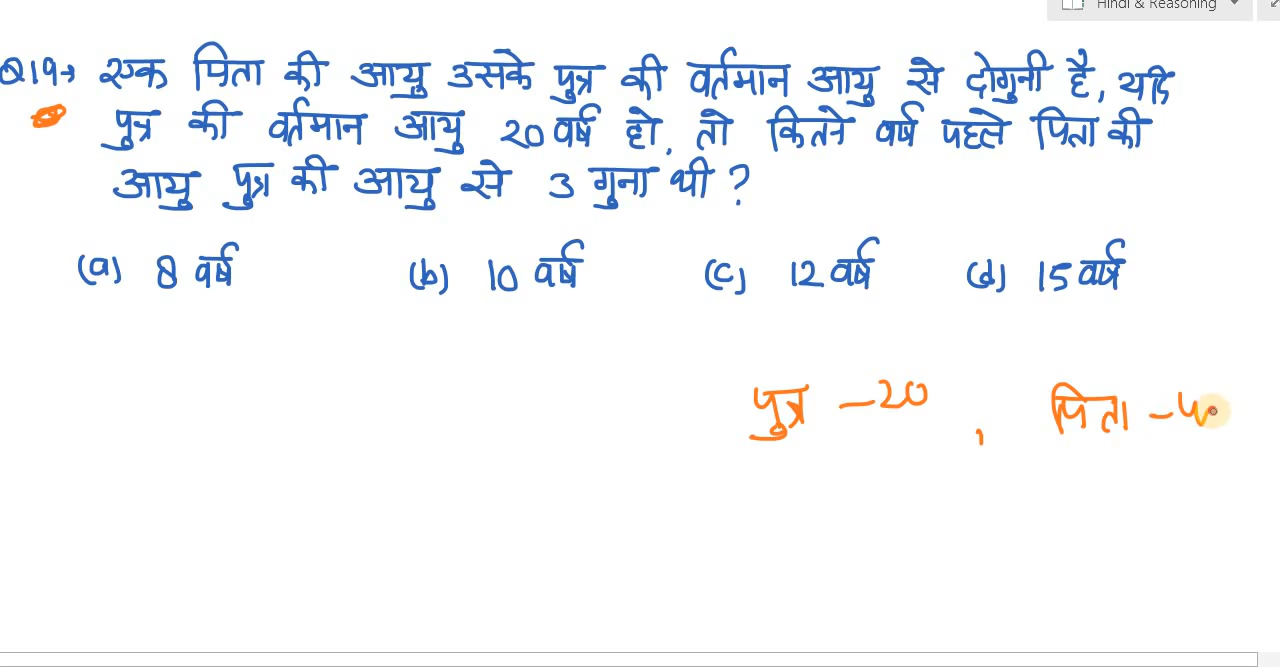 Hindi & Reasoning
Q19→ एक पिता की आयु उसके पुत्र की वर्तमान आयु से दोगुनी है, यदि
पुत्र की वर्तमान आयु 20 वर्ष हो, तो कितने वर्ष पहले पिता की
आयु पुत्र की आयु से 3 गुना थी ?
(a) 8 वर्ष (b) 10 वर्ष (c) 12 वर्ष (d) 15 वर्ष
पुत्र – 20 , पिता – 40